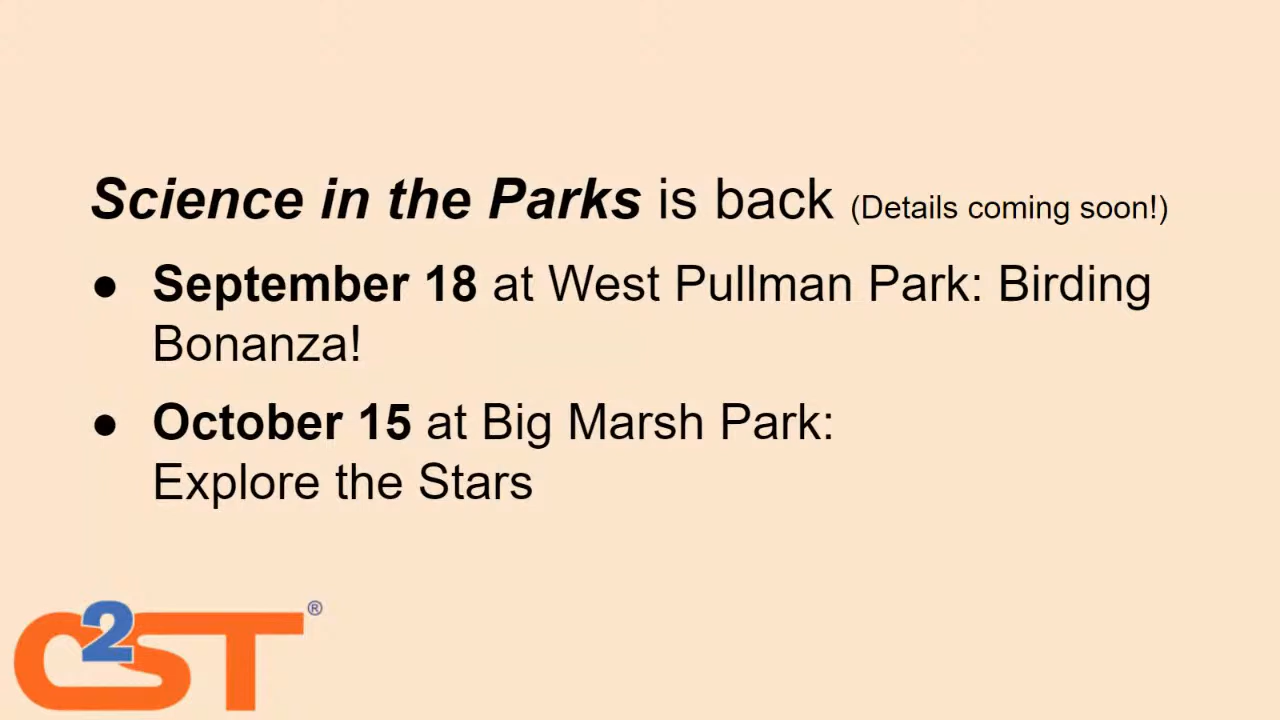 Science in the Parks is back (Details coming soon!)
● September 18 at West Pullman Park: Birding
Bonanza!
● October 15 at Big Marsh Park:
Explore the Stars
C2ST®